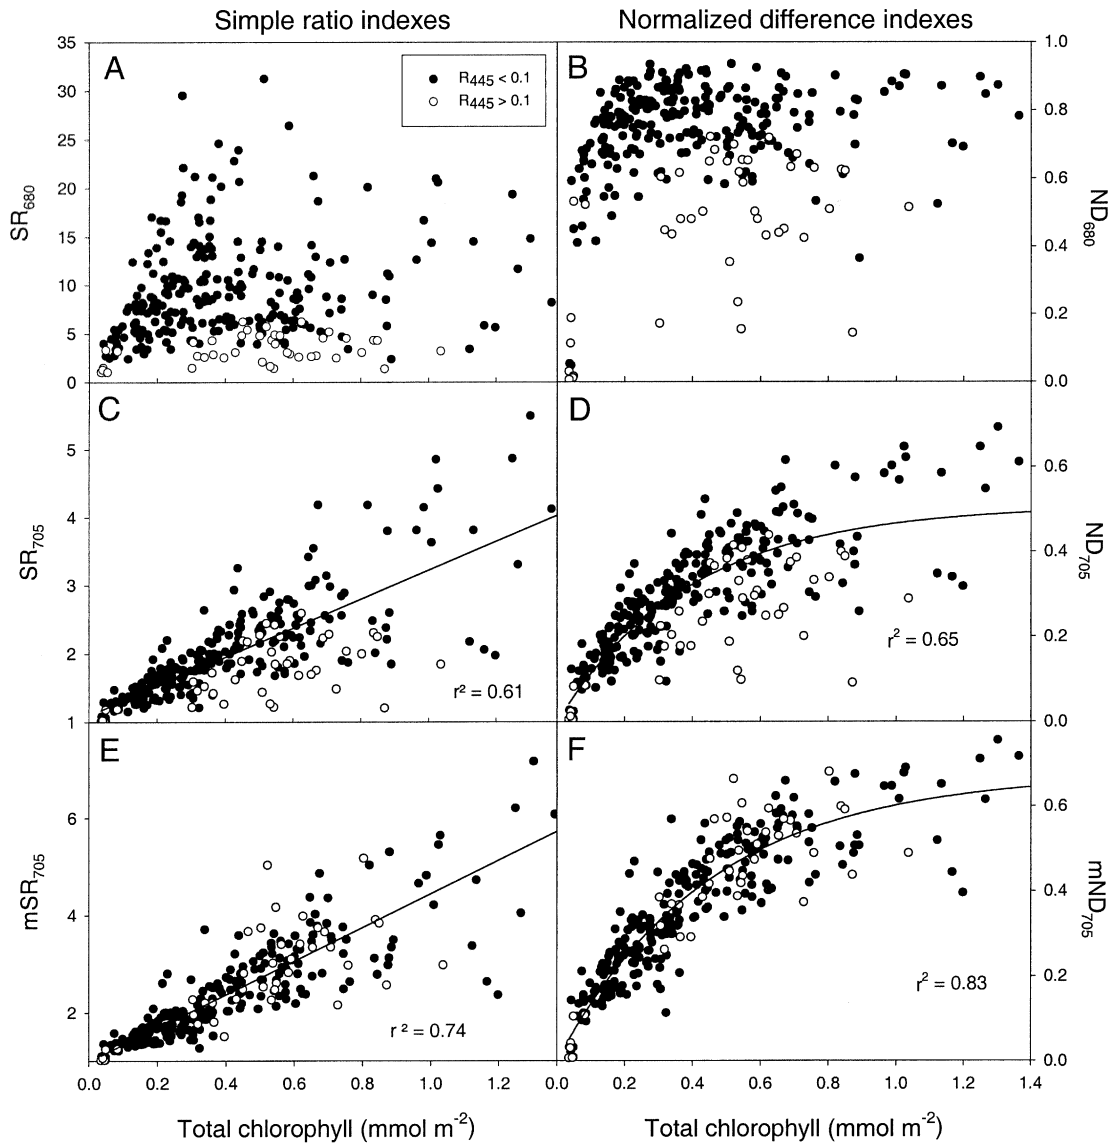 Simple ratio indexes
Normalized difference indexes
A
R445 < 0.1
R445 > 0.1
35
30
25
20
15
10
5
0
SR680
B
1.0
0.8
0.6
0.4
0.2
0.0
ND680
C
5
4
3
2
1
SR705
r² = 0.61
D
0.6
0.4
0.2
0.0
ND705
r² = 0.65
E
6
4
2
mSR705
r² = 0.74
F
0.6
0.4
0.2
0.0
mND705
r² = 0.83
0.0 0.2 0.4 0.6 0.8 1.0 1.2 0.0 0.2 0.4 0.6 0.8 1.0 1.2 1.4
Total chlorophyll (mmol m-2)
Total chlorophyll (mmol m-2)